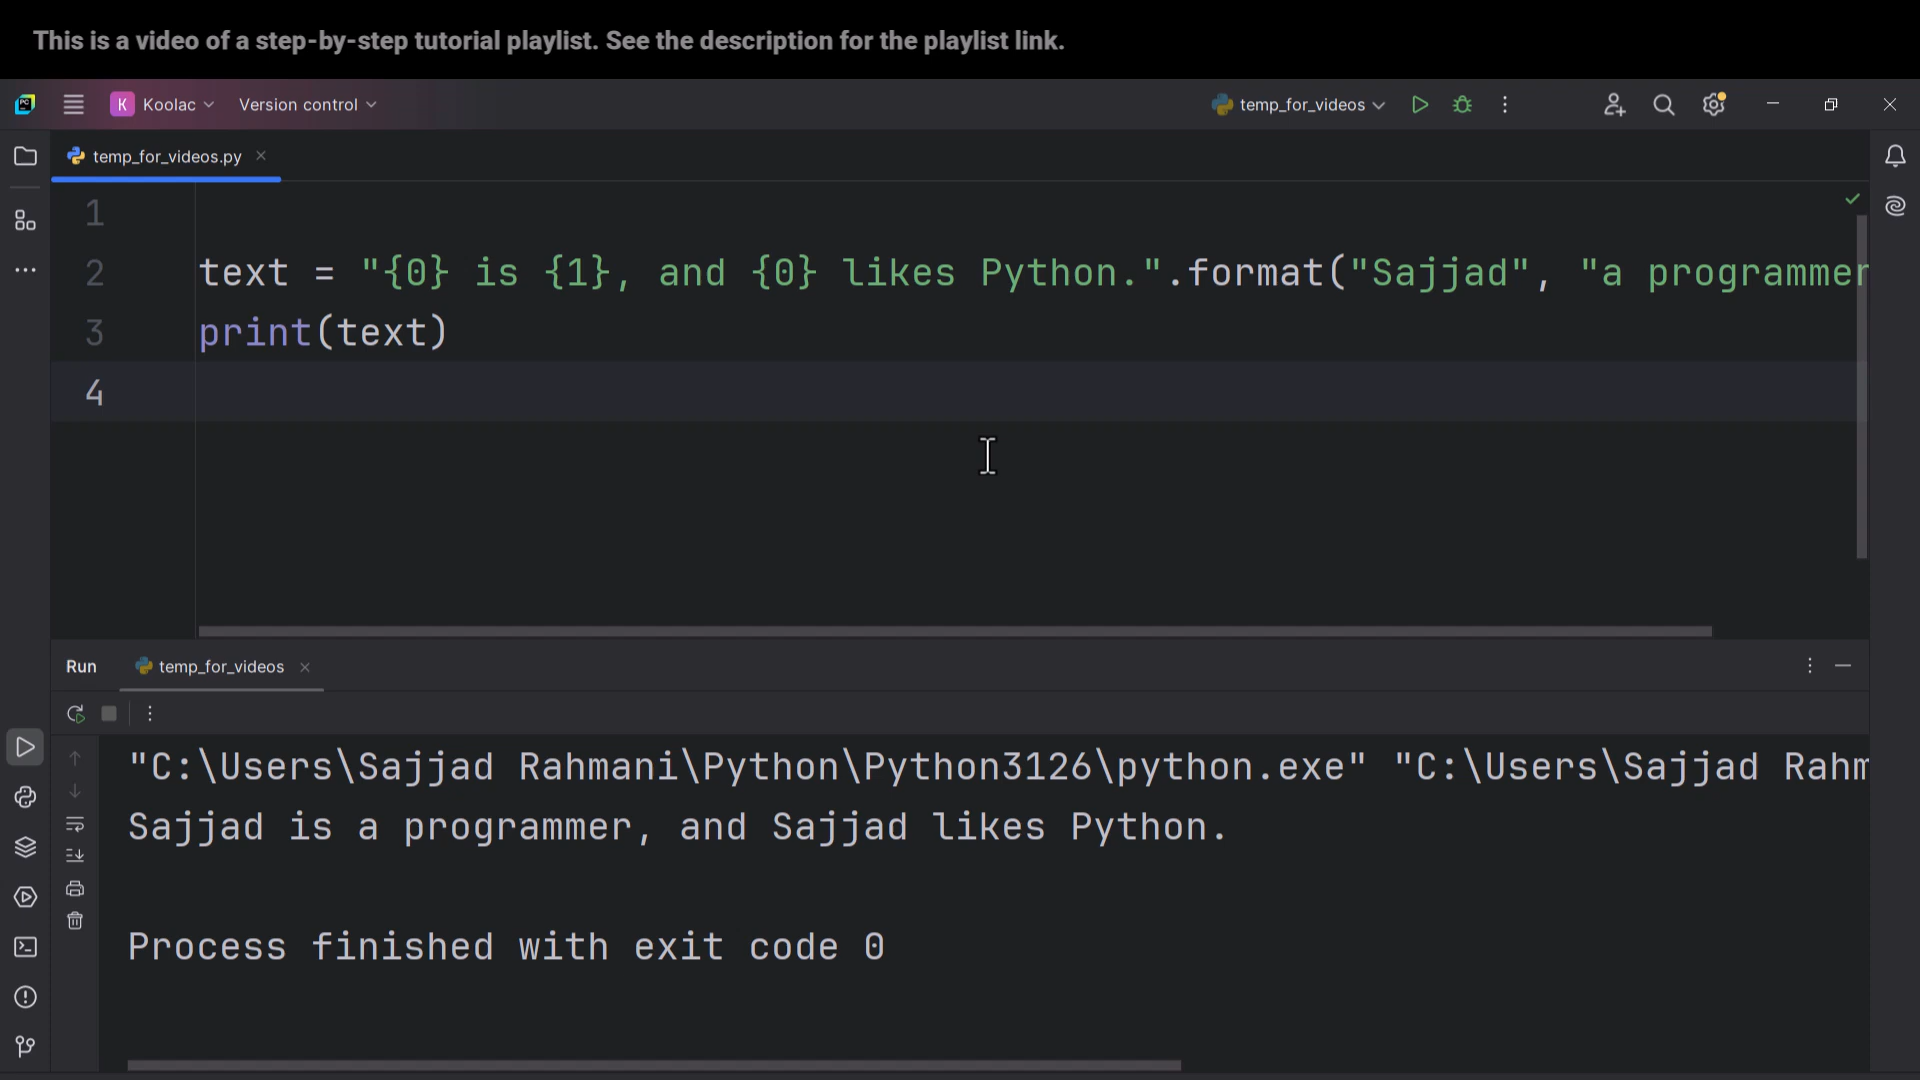 This is a video of a step-by-step tutorial playlist. See the description for the playlist link.
K Koolac Version control temp_for_videos
temp_for_videos.py
1
2 text = "{0} is {1}, and {0} likes Python.".format("Sajjad", "a programmer
3 print(text)
4
Run temp_for_videos
"C:\Users\Sajjad Rahmani\Python\Python3126\python.exe" "C:\Users\Sajjad Rahm
Sajjad is a programmer, and Sajjad likes Python.
Process finished with exit code 0